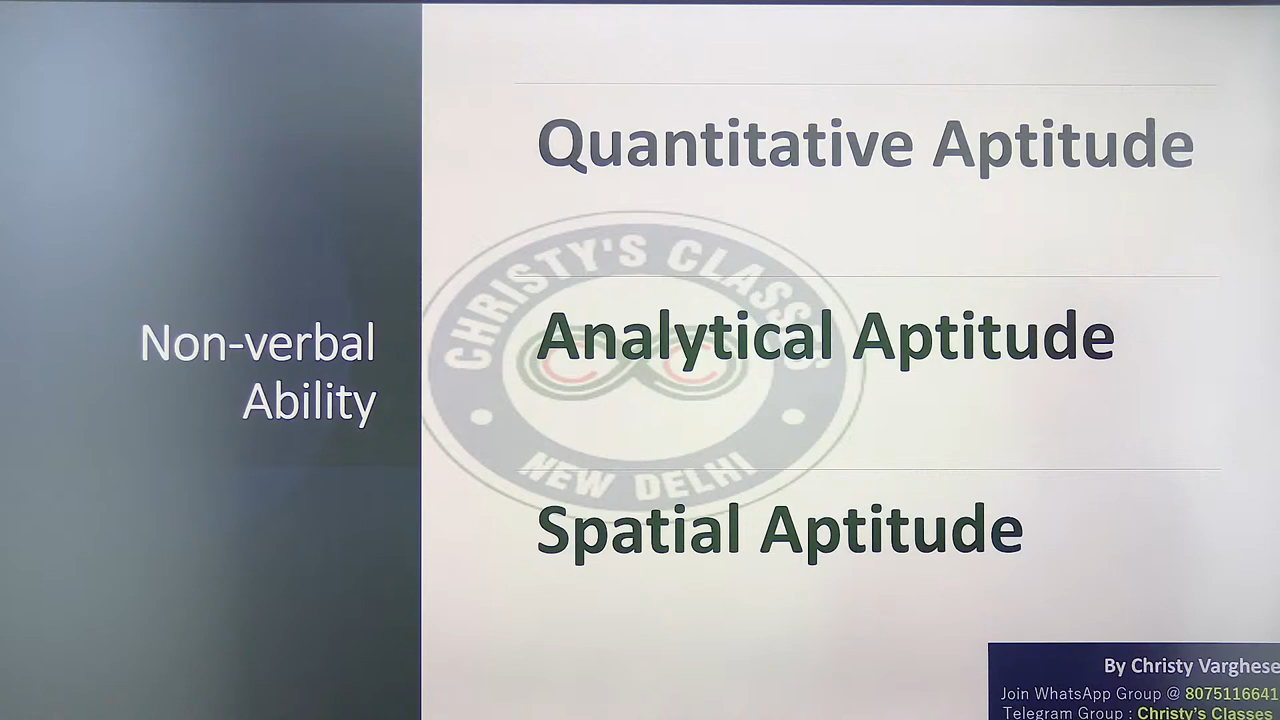 Quantitative Aptitude
CHRISTY'S CLASSES
Non-verbal
Ability
Analytical Aptitude
C C
NEW DELHI
Spatial Aptitude
By Christy Varghese
Join WhatsApp Group @ 8075116641
Telegram Group : Christy's Classes